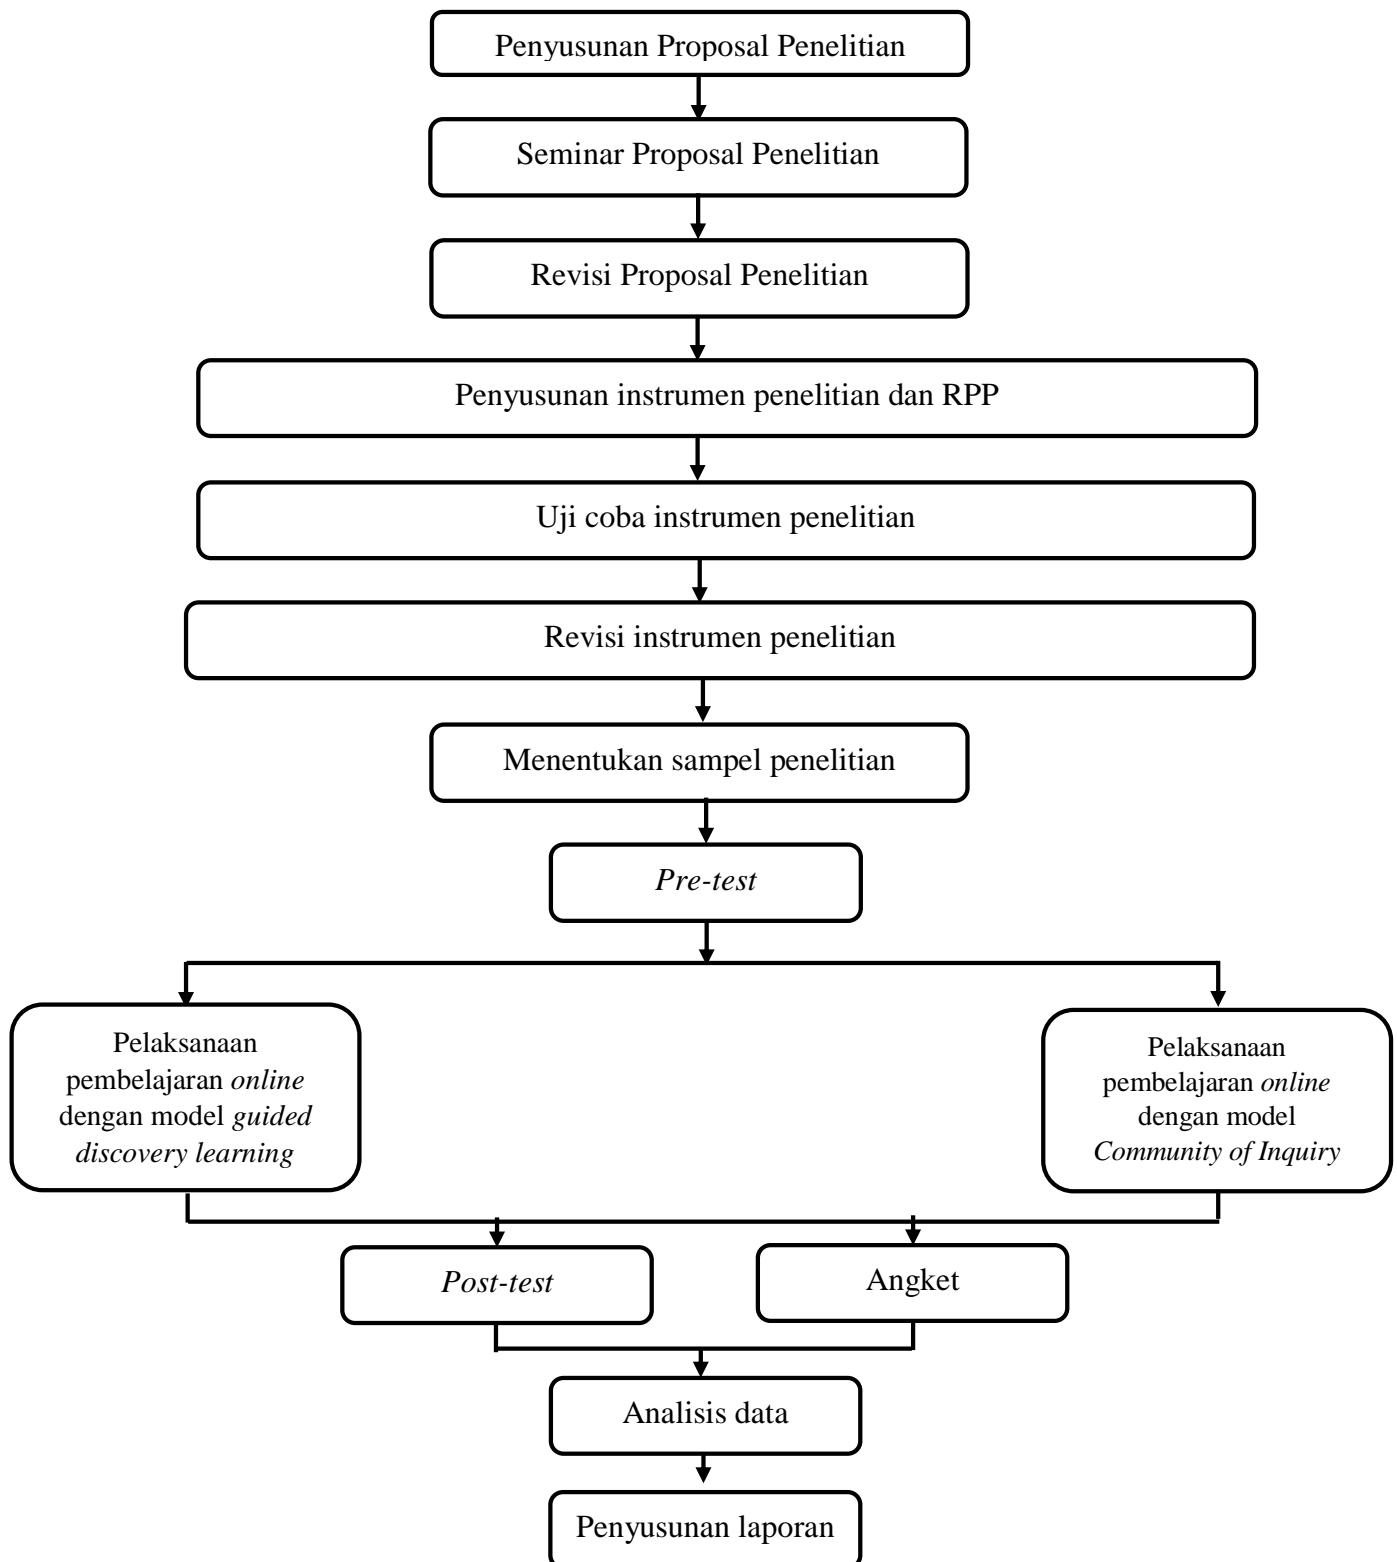 Penyusunan Proposal Penelitian
Seminar Proposal Penelitian
Revisi Proposal Penelitian
Penyusunan instrumen penelitian dan RPP
Uji coba instrumen penelitian
Revisi instrumen penelitian
Menentukan sampel penelitian
Pre-test
Pelaksanaan
pembelajaran online
dengan model guided
discovery learning
Pelaksanaan
pembelajaran online
dengan model
Community of Inquiry
Post-test
Angket
Analisis data
Penyusunan laporan